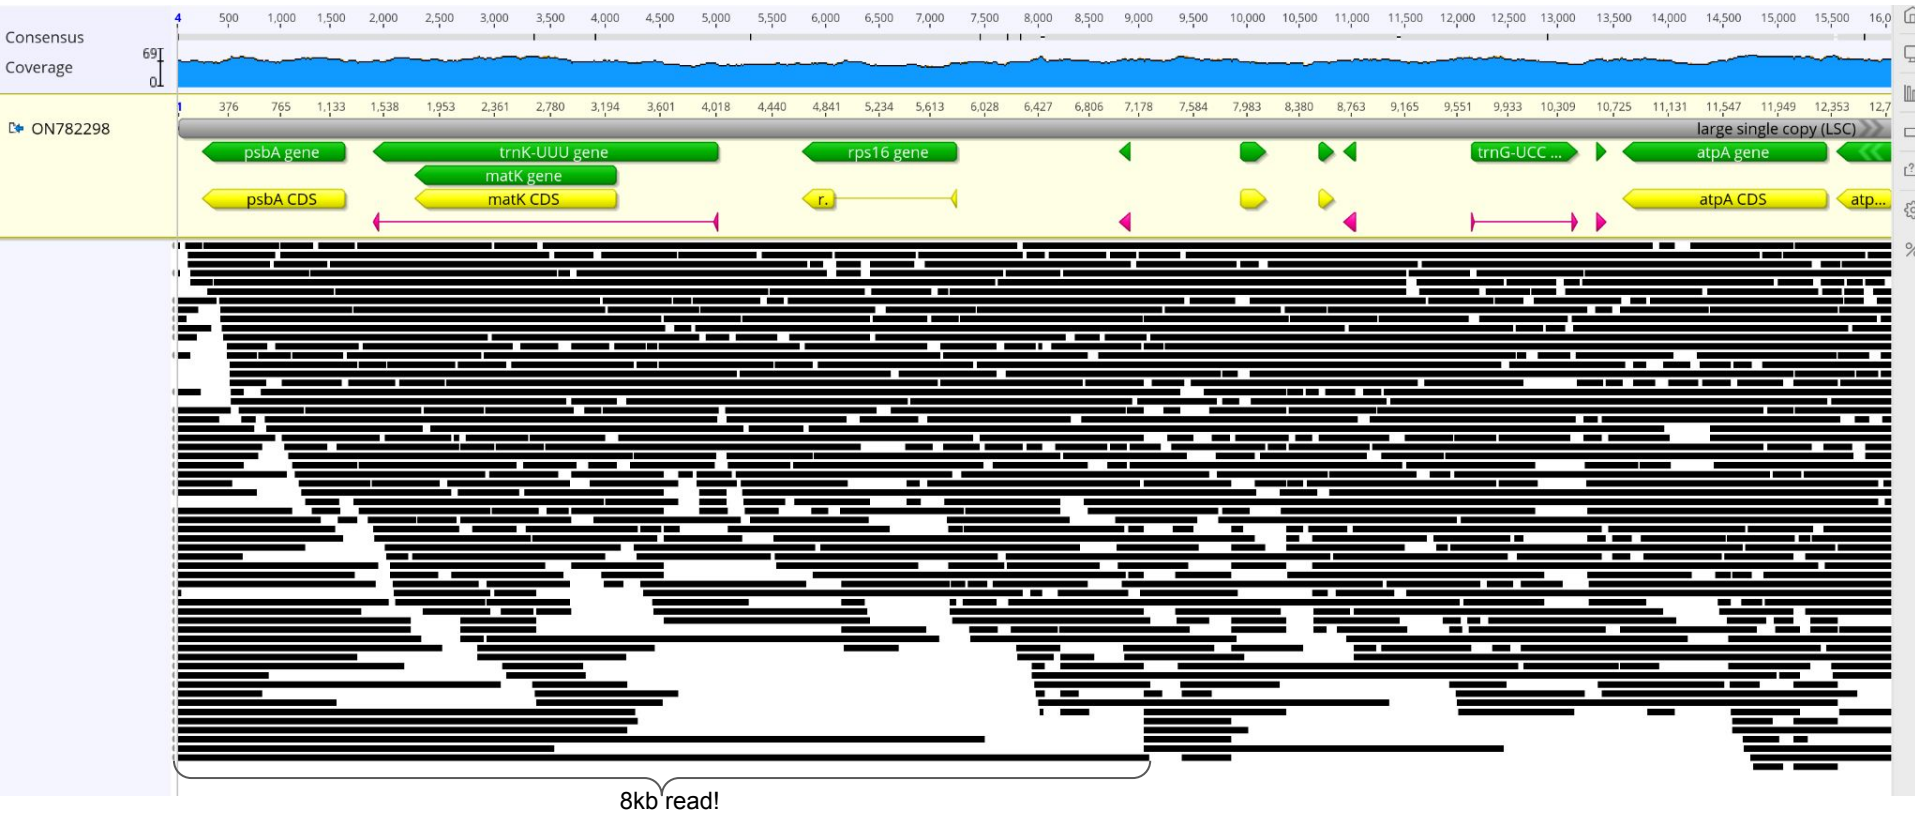 4 500 1,000 1,500 2,000 2,500 3,000 3,500 4,000 4,500 5,000 5,500 6,000 6,500 7,000 7,500 8,000 8,500 9,000 9,500 10,000 10,500 11,000 11,500 12,000 12,500 13,000 13,500 14,000 14,500 15,000 15,500 16,0
Consensus
69
Coverage
0
1 376 765 1,133 1,538 1,953 2,361 2,780 3,194 3,601 4,018 4,440 4,841 5,234 5,613 6,028 6,427 6,806 7,178 7,584 7,983 8,380 8,763 9,165 9,551 9,933 10,309 10,725 11,131 11,547 11,949 12,353 12,7
ON782298 large single copy (LSC)
psbA gene trnK-UUU gene rps16 gene trnG-UCC ... atpA gene
matK gene
psbA CDS matK CDS r. atpA CDS atp...
8kb read!